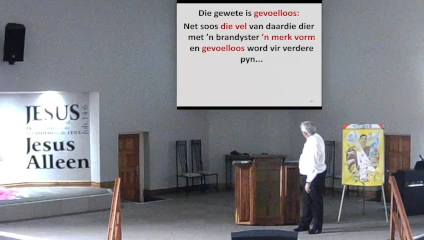 Die gewete is gevoelloos:
Net soos die vel van daardie dier
met 'n brandyster 'n merk vorm
en gevoelloos word vir verdere
pyn...
JESUS
Jesus
Alleen